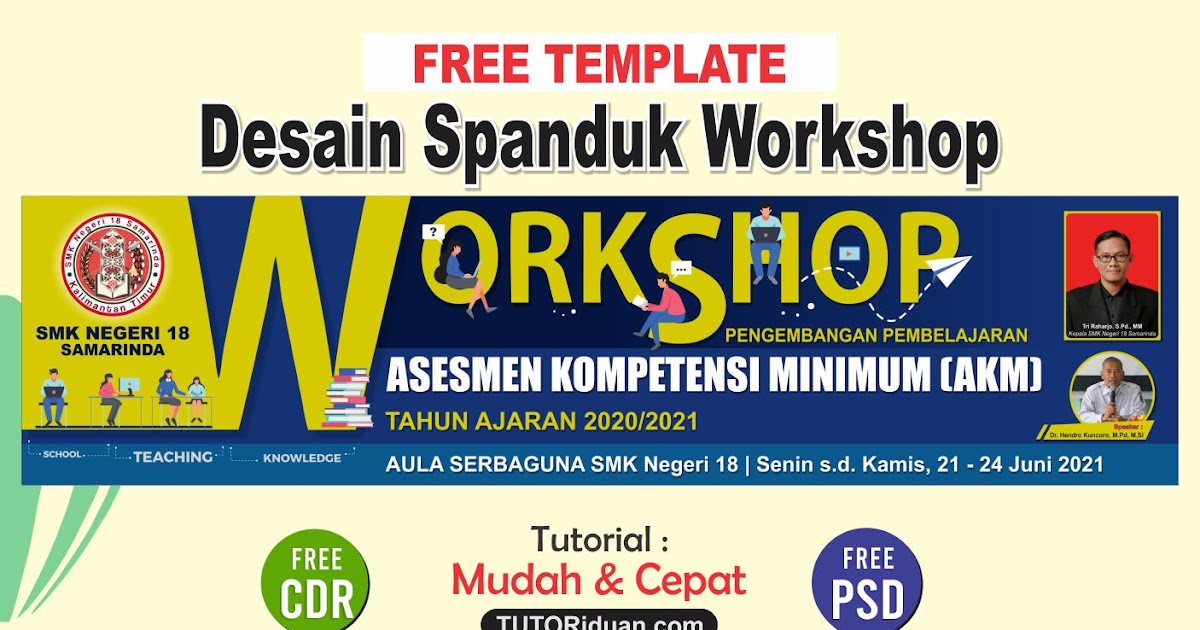 FREE TEMPLATE
Desain Spanduk Workshop
SMK Negeri 18 Samarinda
Kalimantan Timur
SMK NEGERI 18
SAMARINDA
WORKSHOP
?
...
PENGEMBANGAN PEMBELAJARAN
ASESMEN KOMPETENSI MINIMUM (AKM)
TAHUN AJARAN 2020/2021
Tri Raharjo, S.Pd., MM
Kepala SMK Negeri 18 Samarinda
Speaker :
Dr. Hendro Kuncoro, M.Pd, M.Si
SCHOOL
TEACHING
KNOWLEDGE
AULA SERBAGUNA SMK Negeri 18 | Senin s.d. Kamis, 21 - 24 Juni 2021
FREE
CDR
Tutorial :
Mudah & Cepat
TUTORiduan.com
FREE
PSD